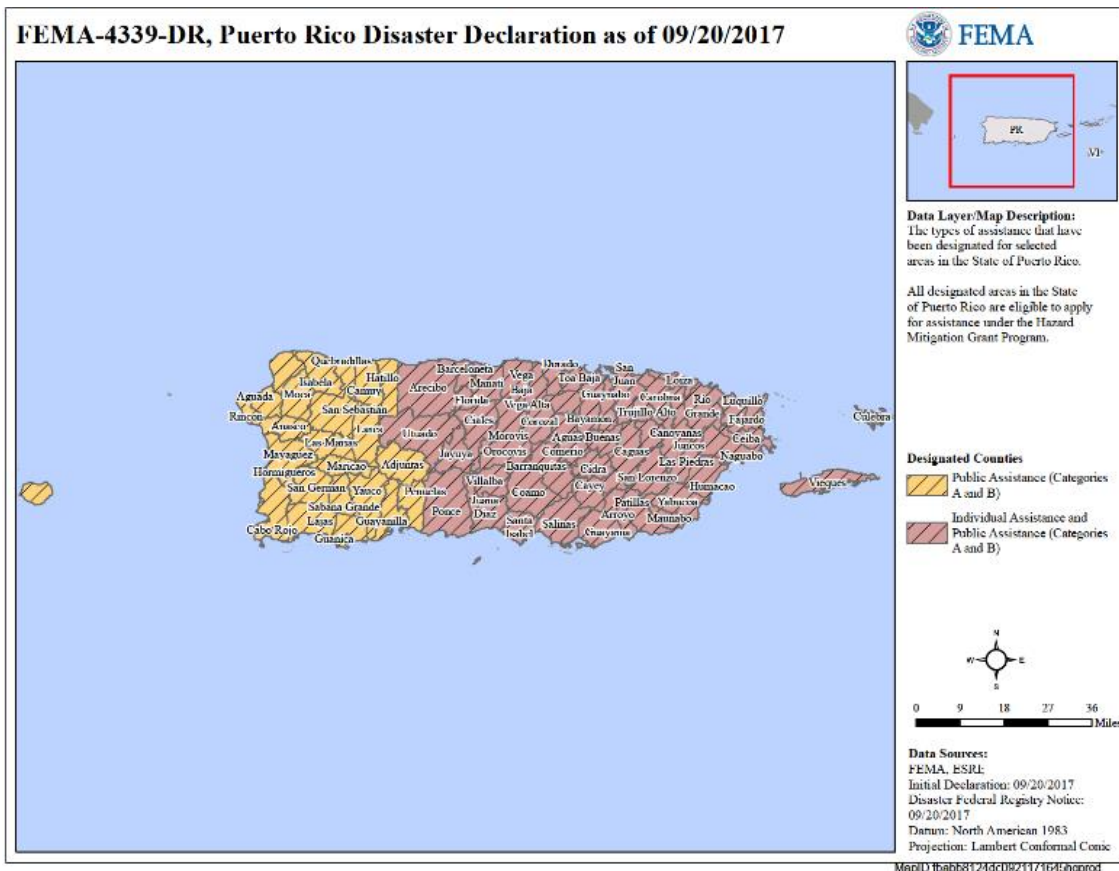 FEMA-4339-DR, Puerto Rico Disaster Declaration as of 09/20/2017
FEMA
PR
VI
Data Layer/Map Description:
The types of assistance that have
been designated for selected
areas in the State of Puerto Rico.
All designated areas in the State
of Puerto Rico are eligible to apply
for assistance under the Hazard
Mitigation Grant Program.
Designated Counties
Public Assistance (Categories
A and B)
Individual Assistance and
Public Assistance (Categories
A and B)
N
W
E
S
0 9 18 27 36
Miles
Data Sources:
FEMA, ESRI;
Initial Declaration: 09/20/2017
Disaster Federal Registry Notice:
09/20/2017
Datum: North American 1983
Projection: Lambert Conformal Conic
Quebradillas
Isabela
Hatillo
Camuy
Aguada
Moca
Rincon
San Sebastian
Anasco
Lares
Las Marias
Mayaguez
Maricao
Adjuntas
Hormigueros
San German
Yauco
Penuelas
Sabana Grande
Cabo Rojo
Lajas
Guayanilla
Guanica
Arecibo
Barceloneta
Manati
Florida
Vega
Baja
Vega Alta
Dorado
Toa Baja
San
Juan
Guaynabo
Carolina
Loiza
Rio
Grande
Luquillo
Fajardo
Ceiba
Naguabo
Culebra
Vieques
Utuado
Ciales
Corozal
Bayamon
Trujillo Alto
Canovanas
Morovis
Aguas Buenas
Juncos
Jayuya
Orocovis
Comerio
Caguas
Las Piedras
Barranquitas
Cidra
San Lorenzo
Humacao
Villalba
Coamo
Cayey
Juana
Diaz
Patillas
Yabucoa
Ponce
Santa
Isabel
Salinas
Arroyo
Maunabo
Guayama